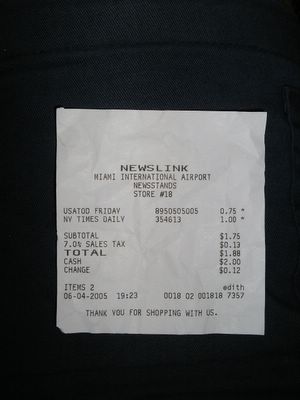 NEWSLINK
MIAMI INTERNATIONAL AIRPORT
NEWSSTANDS
STORE #18
USATOD FRIDAY 8950505005 0.75 *
NY TIMES DAILY 354613 1.00 *
SUBTOTAL $1.75
7.0% SALES TAX $0.13
TOTAL $1.88
CASH $2.00
CHANGE $0.12
ITEMS 2 edith
06-04-2005 19:23 0018 02 001818 7357
THANK YOU FOR SHOPPING WITH US.